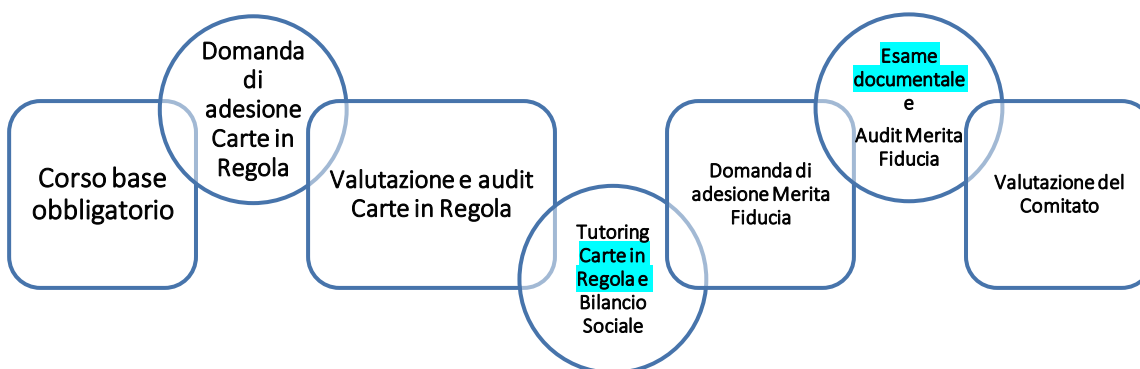 Corso base
obbligatorio
Domanda
di
adesione
Carte in
Regola
Valutazione e audit
Carte in Regola
Tutoring
Carte in
Regola e
Bilancio
Sociale
Domanda di
adesione Merita
Fiducia
Esame
documentale
e
Audit Merita
Fiducia
Valutazione del
Comitato